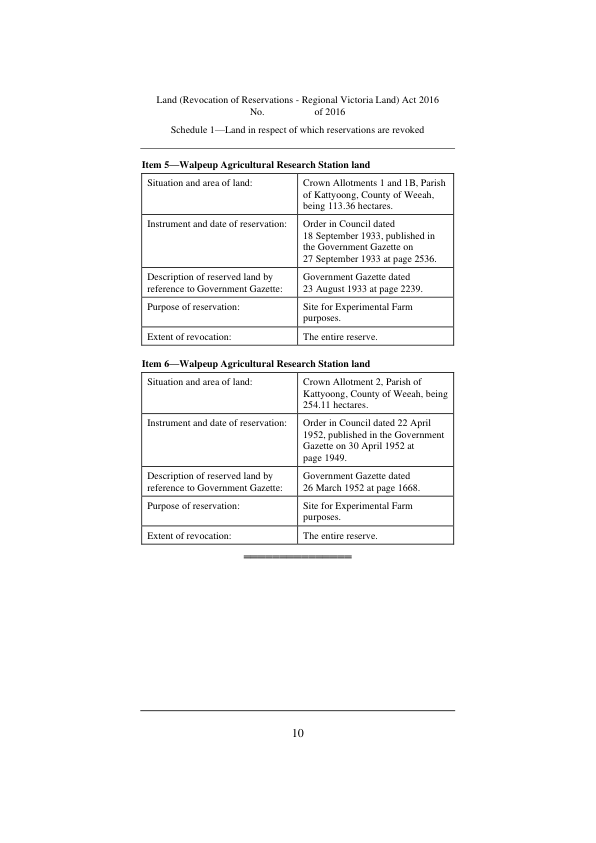 Land (Revocation of Reservations - Regional Victoria Land) Act 2016
No. of 2016
Schedule 1—Land in respect of which reservations are revoked
Item 5—Walpeup Agricultural Research Station land
Situation and area of land:
Crown Allotments 1 and 1B, Parish
of Kattyoong, County of Weeah,
being 113.36 hectares.
Instrument and date of reservation:
Order in Council dated
18 September 1933, published in
the Government Gazette on
27 September 1933 at page 2536.
Description of reserved land by
reference to Government Gazette:
Government Gazette dated
23 August 1933 at page 2239.
Purpose of reservation:
Site for Experimental Farm
purposes.
Extent of revocation:
The entire reserve.
Item 6—Walpeup Agricultural Research Station land
Situation and area of land:
Crown Allotment 2, Parish of
Kattyoong, County of Weeah, being
254.11 hectares.
Instrument and date of reservation:
Order in Council dated 22 April
1952, published in the Government
Gazette on 30 April 1952 at
page 1949.
Description of reserved land by
reference to Government Gazette:
Government Gazette dated
26 March 1952 at page 1668.
Purpose of reservation:
Site for Experimental Farm
purposes.
Extent of revocation:
The entire reserve.
10